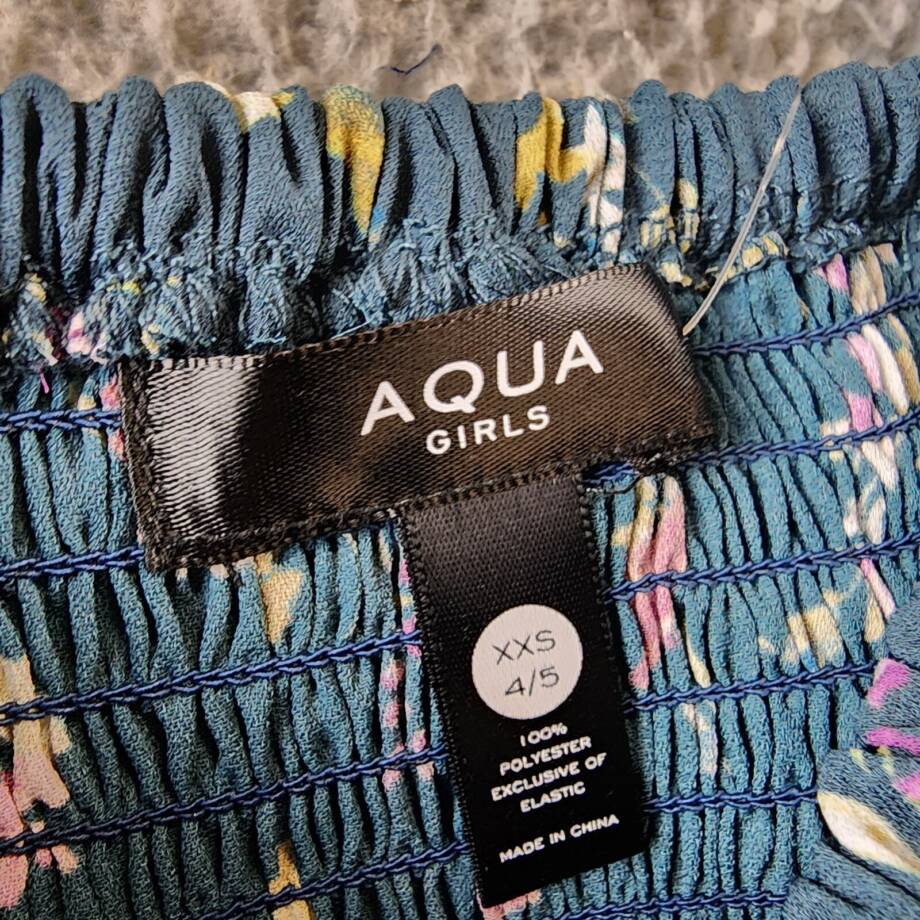 AQUA
GIRLS
XXS
4/5
100%
POLYESTER
EXCLUSIVE OF
ELASTIC
MADE IN CHINA